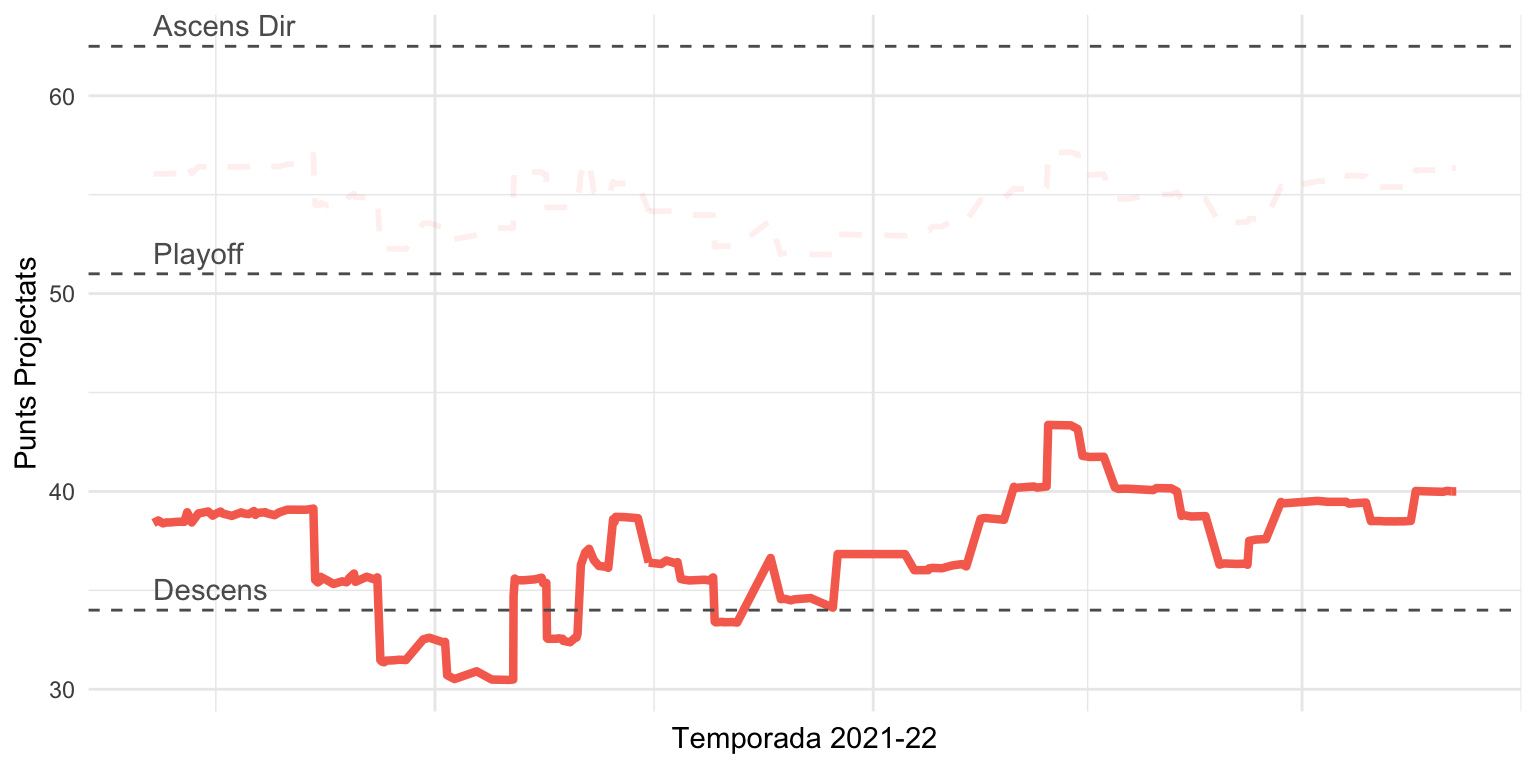 Ascens Dir
60
Playoff
50
Punts Projectats
40
Descens
30
Temporada 2021-22